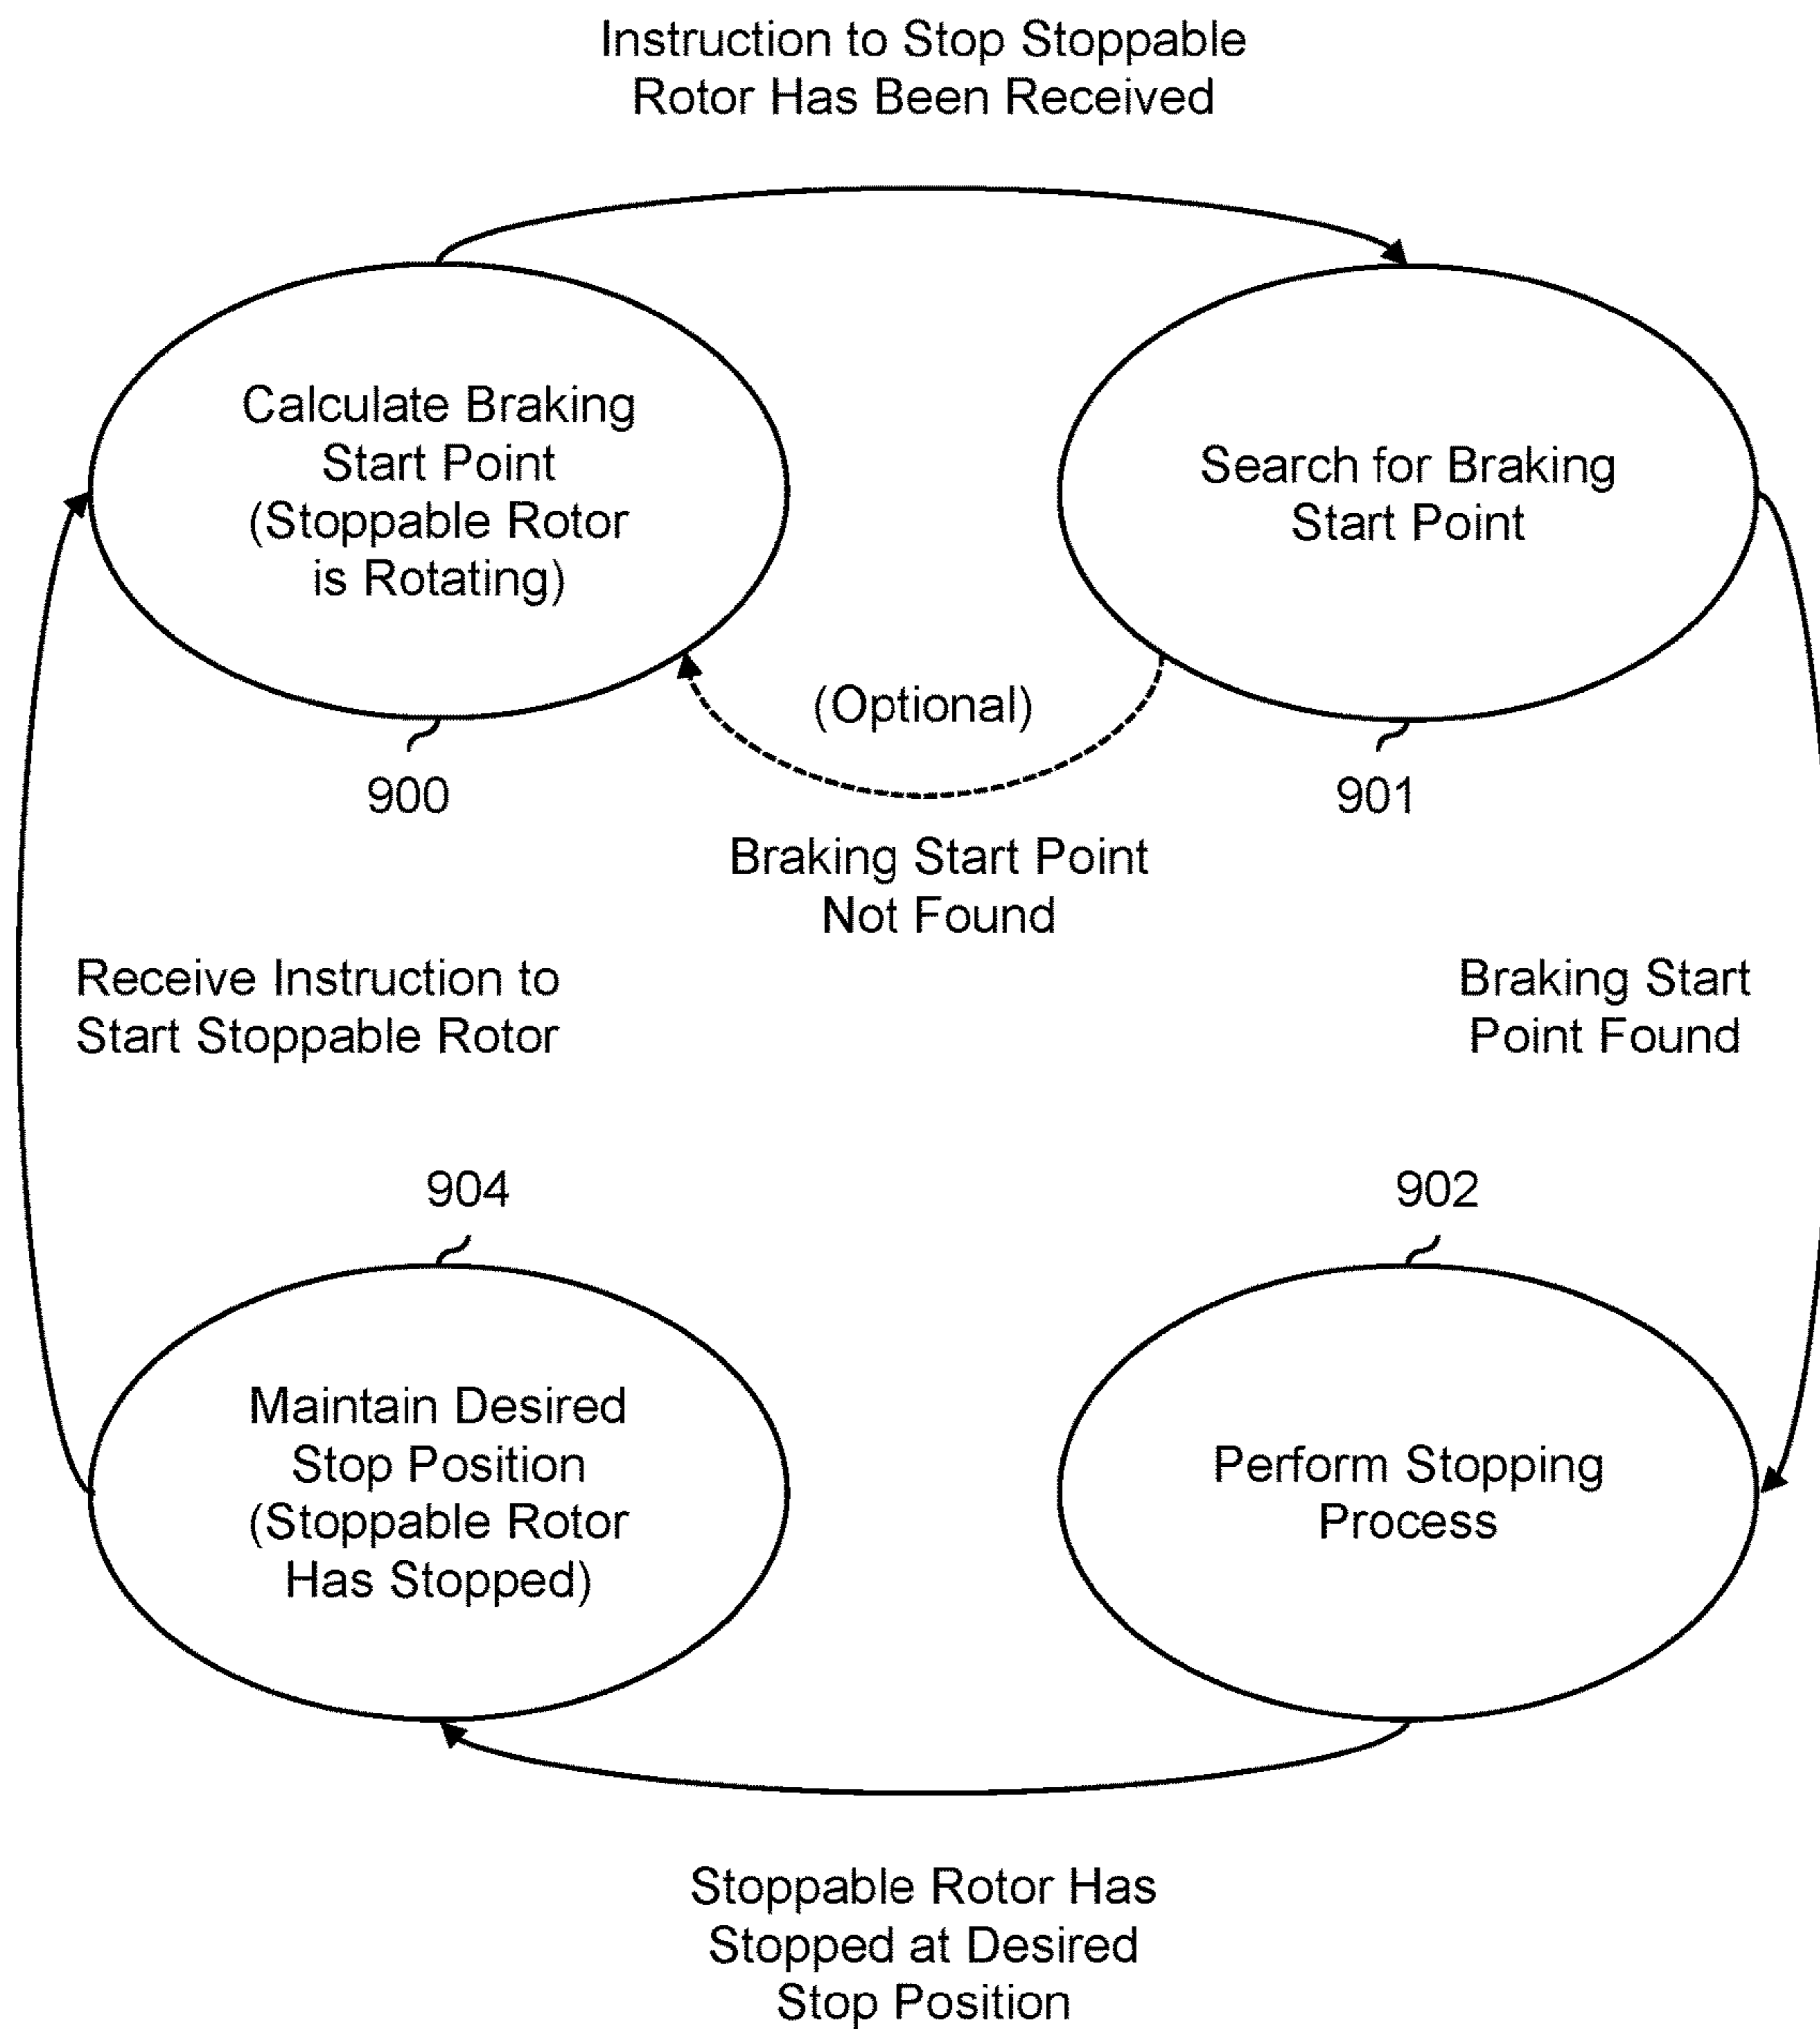 Instruction to Stop Stoppable
Rotor Has Been Received
Calculate Braking
Start Point
(Stoppable Rotor
is Rotating)
Search for Braking
Start Point
(Optional)
900
901
Braking Start Point
Not Found
Receive Instruction to
Start Stoppable Rotor
Braking Start
Point Found
904
902
Maintain Desired
Stop Position
(Stoppable Rotor
Has Stopped)
Perform Stopping
Process
Stoppable Rotor Has
Stopped at Desired
Stop Position